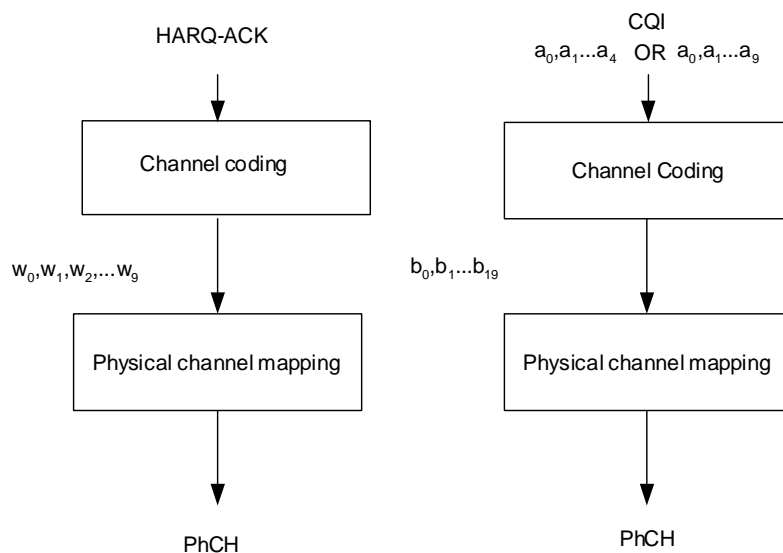 HARQ-ACK
Channel coding
w0,w1,w2,...w9
Physical channel mapping
PhCH
CQI
a0,a1...a4 OR a0,a1...a9
Channel Coding
b0,b1...b19
Physical channel mapping
PhCH